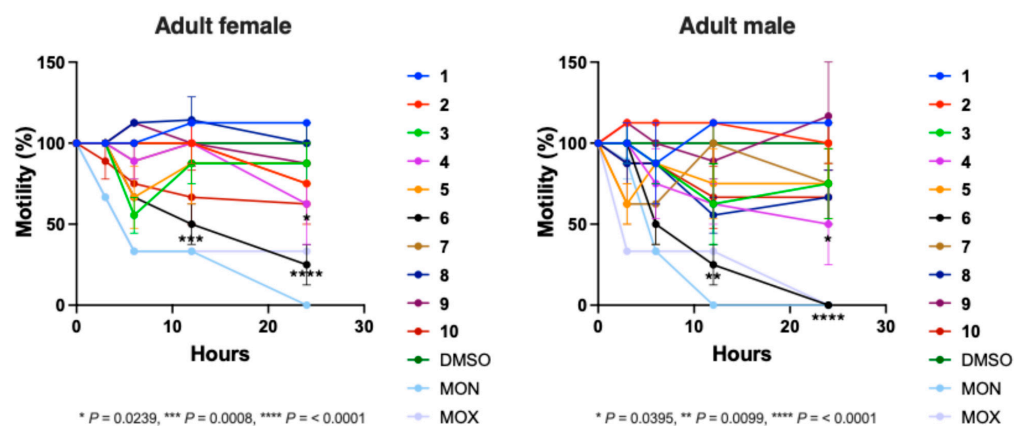 Adult female
150
100
50
0
Motility (%)
0 10 20 30
Hours
***
*
****
1
2
3
4
5
6
7
8
9
10
DMSO
MON
MOX
* P = 0.0239, *** P = 0.0008, **** P = < 0.0001
Adult male
150
100
50
0
Motility (%)
0 10 20 30
Hours
**
*
****
1
2
3
4
5
6
7
8
9
10
DMSO
MON
MOX
* P = 0.0395, ** P = 0.0099, **** P = < 0.0001